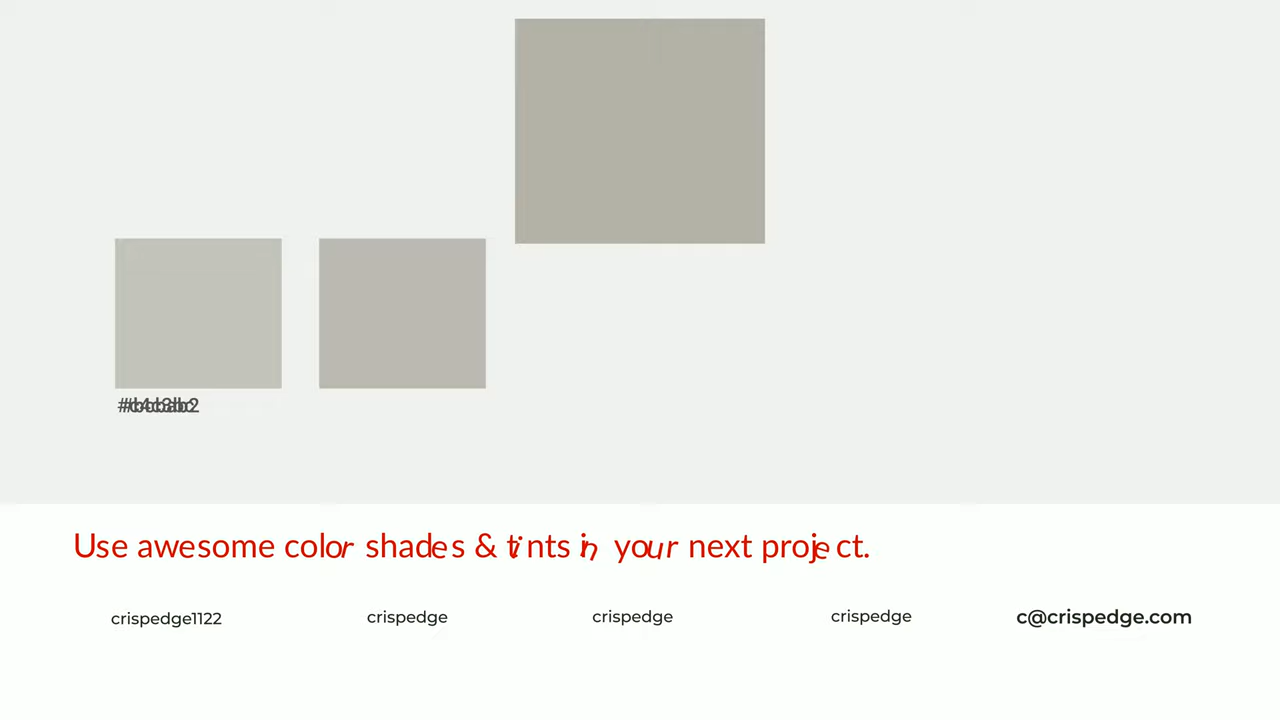 Use awesome color shades & tints in your next project.
crispedge1122 crispedge crispedge crispedge c@crispedge.com